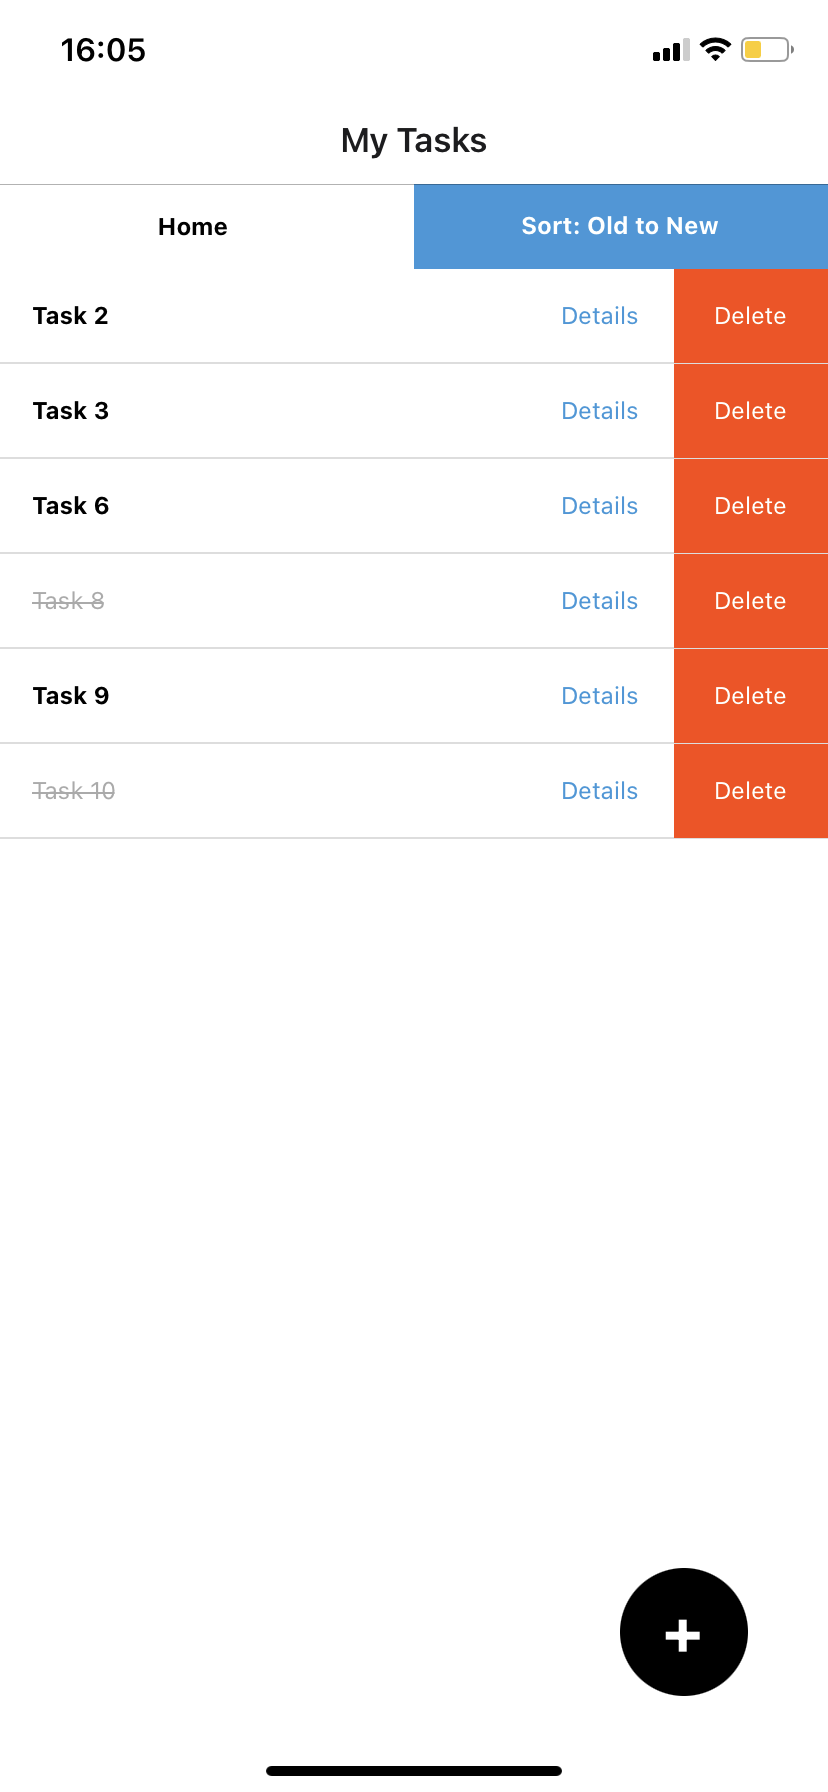 16:05
My Tasks
Home Sort: Old to New
Task 2 Details Delete
Task 3 Details Delete
Task 6 Details Delete
Task 8 Details Delete
Task 9 Details Delete
Task 10 Details Delete
+